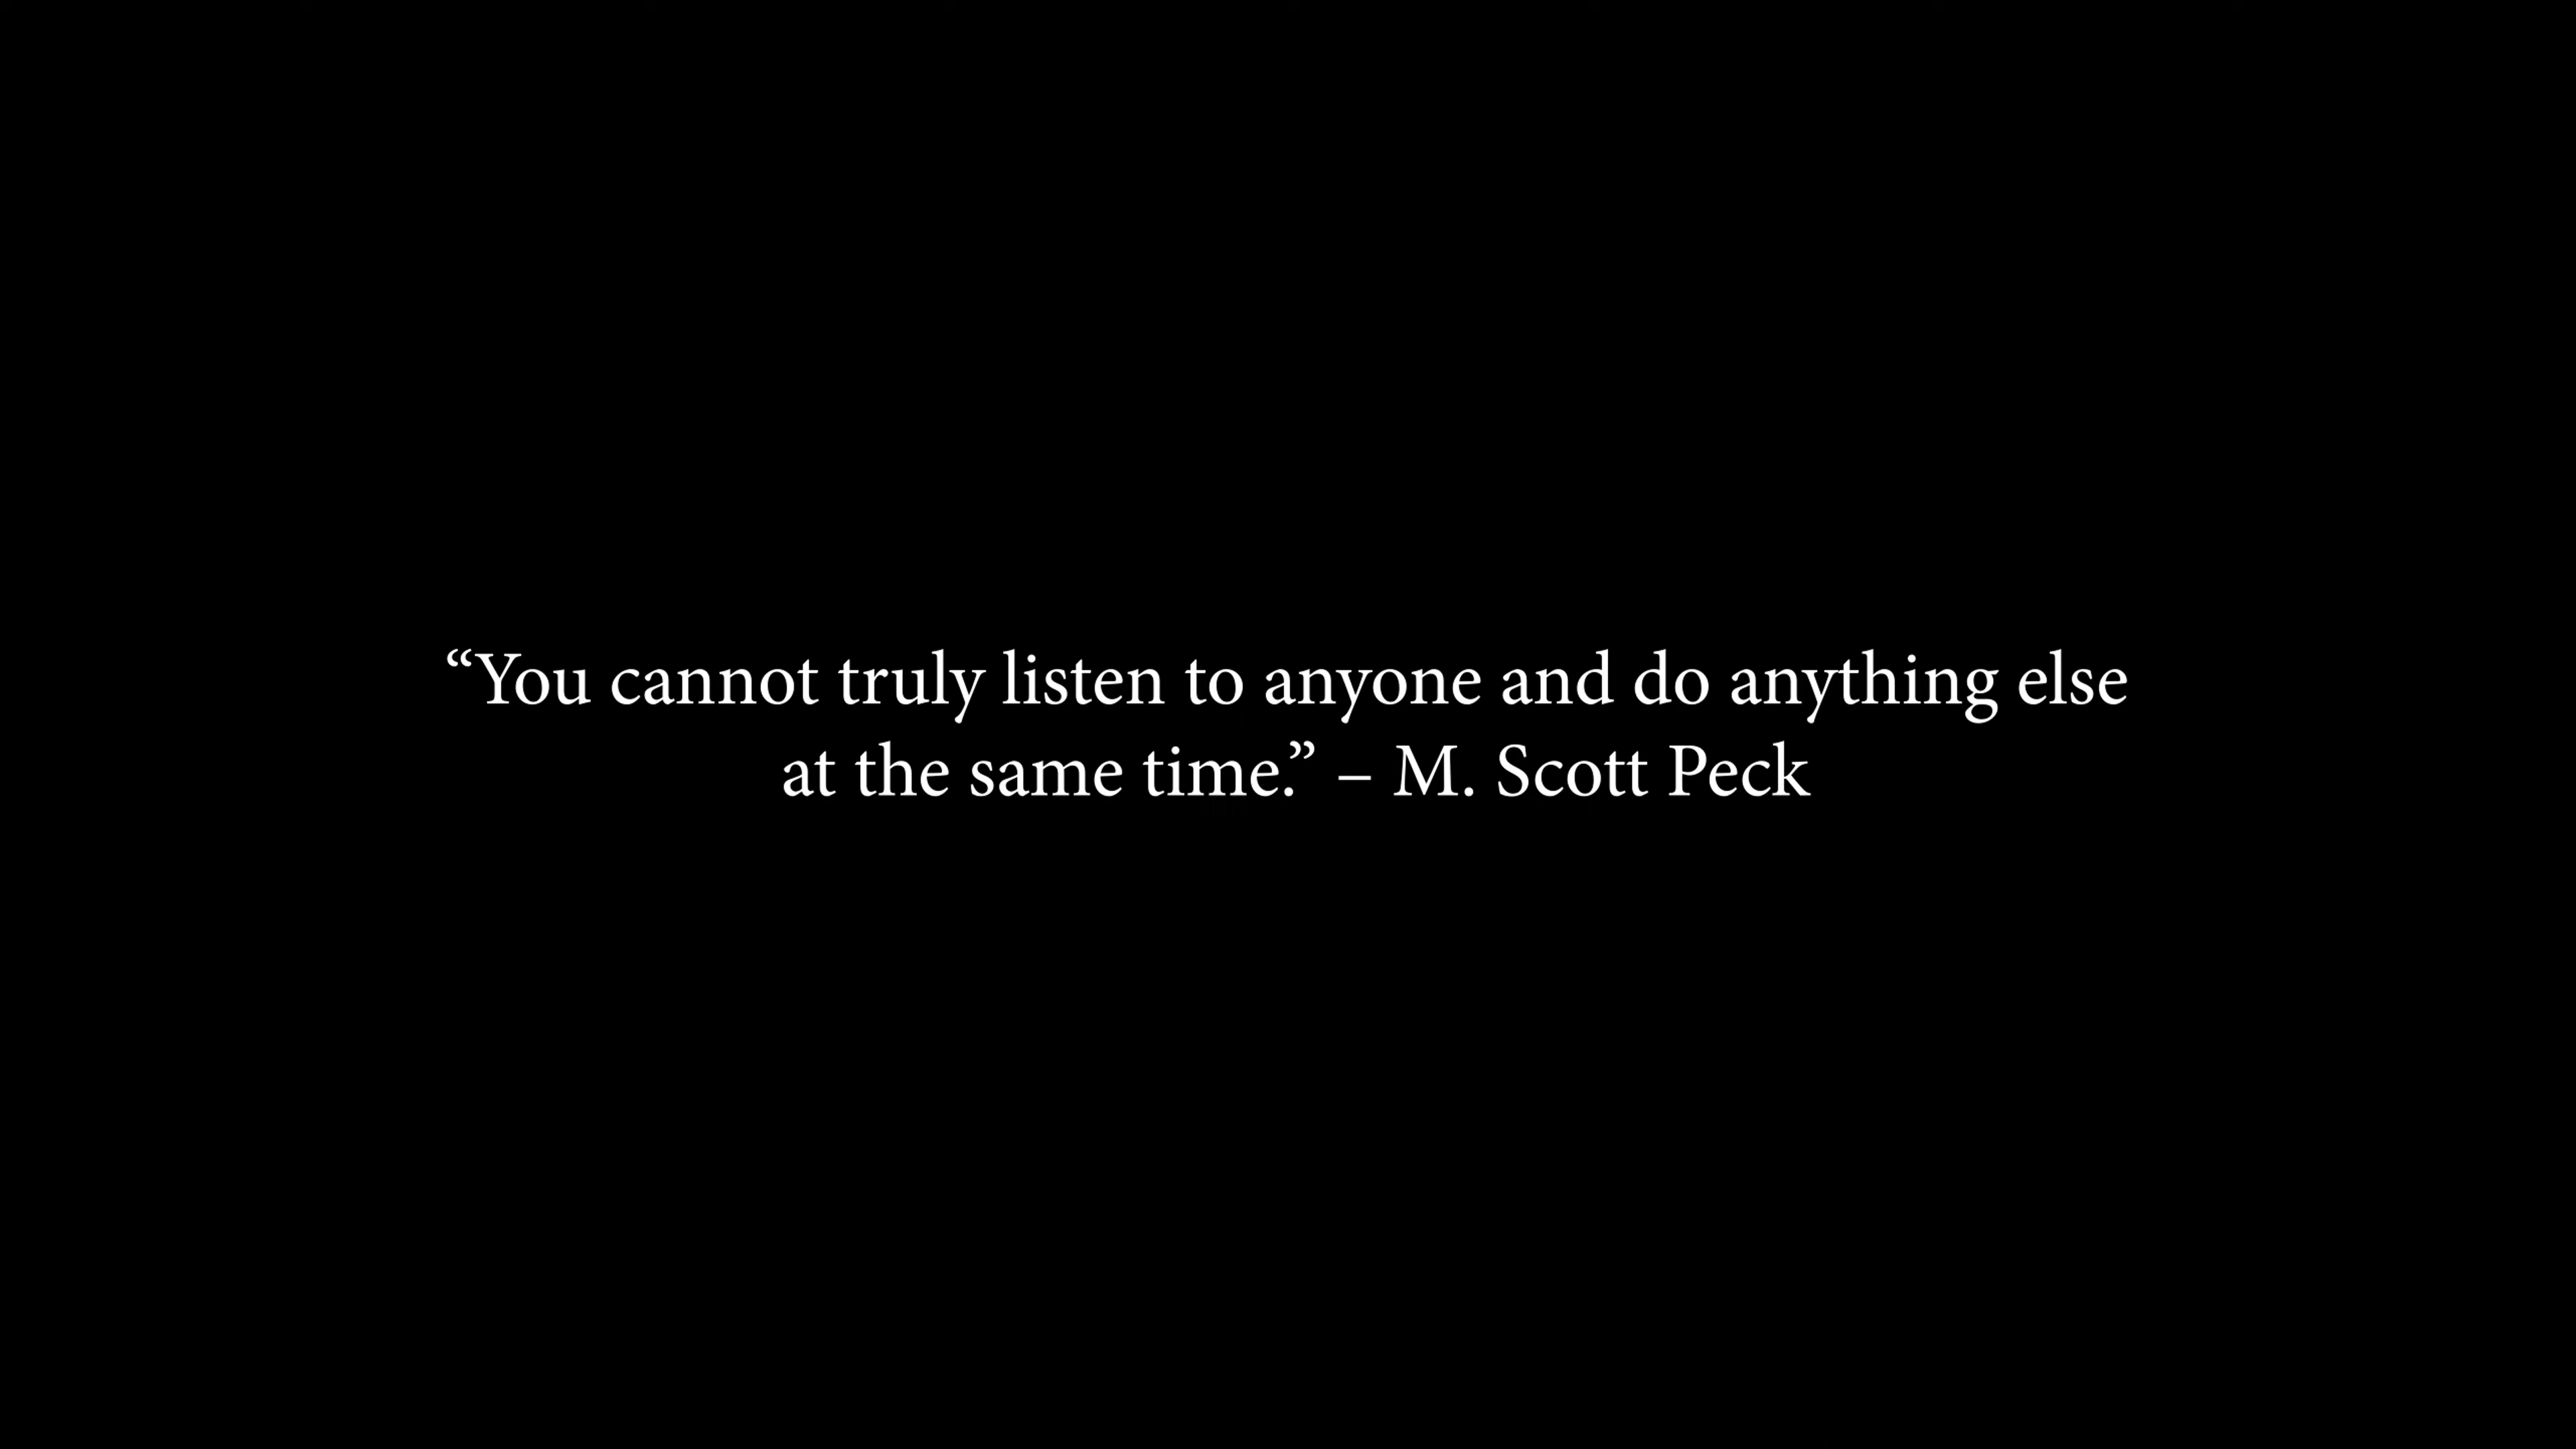 “You cannot truly listen to anyone and do anything else
at the same time.” – M. Scott Peck